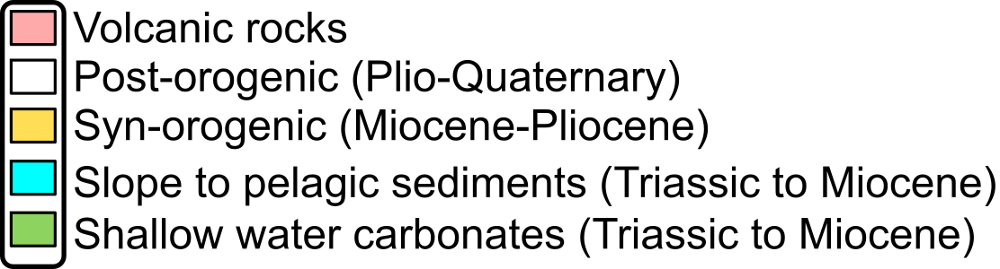 Volcanic rocks
Post-orogenic (Plio-Quaternary)
Syn-orogenic (Miocene-Pliocene)
Slope to pelagic sediments (Triassic to Miocene)
Shallow water carbonates (Triassic to Miocene)